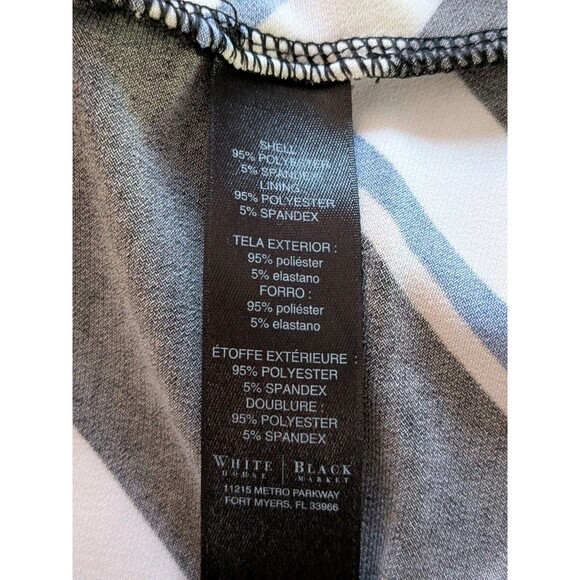 SHELL
95% POLYESTER
5% SPANDEX
LINING
95% POLYESTER
5% SPANDEX
TELA EXTERIOR :
95% poliéster
5% elastano
FORRO :
95% poliéster
5% elastano
ÉTOFFE EXTÉRIEURE :
95% POLYESTER
5% SPANDEX
DOUBLURE :
95% POLYESTER
5% SPANDEX
WHITE HOUSE | BLACK MARKET
11215 METRO PARKWAY
FORT MYERS, FL 33966